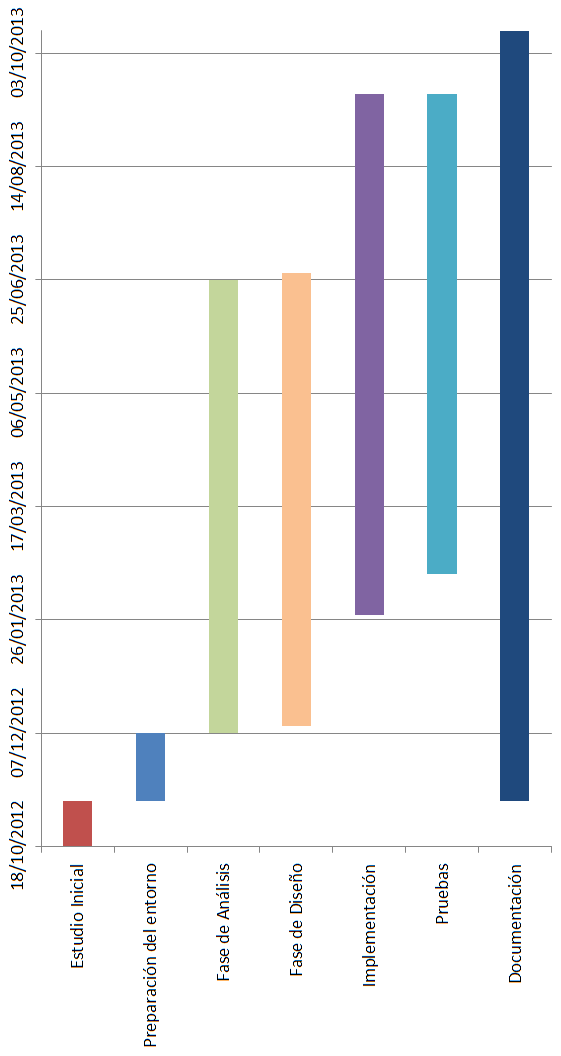 03/10/2013
14/08/2013
25/06/2013
06/05/2013
17/03/2013
26/01/2013
07/12/2012
18/10/2012
Estudio Inicial
Preparación del entorno
Fase de Análisis
Fase de Diseño
Implementación
Pruebas
Documentación